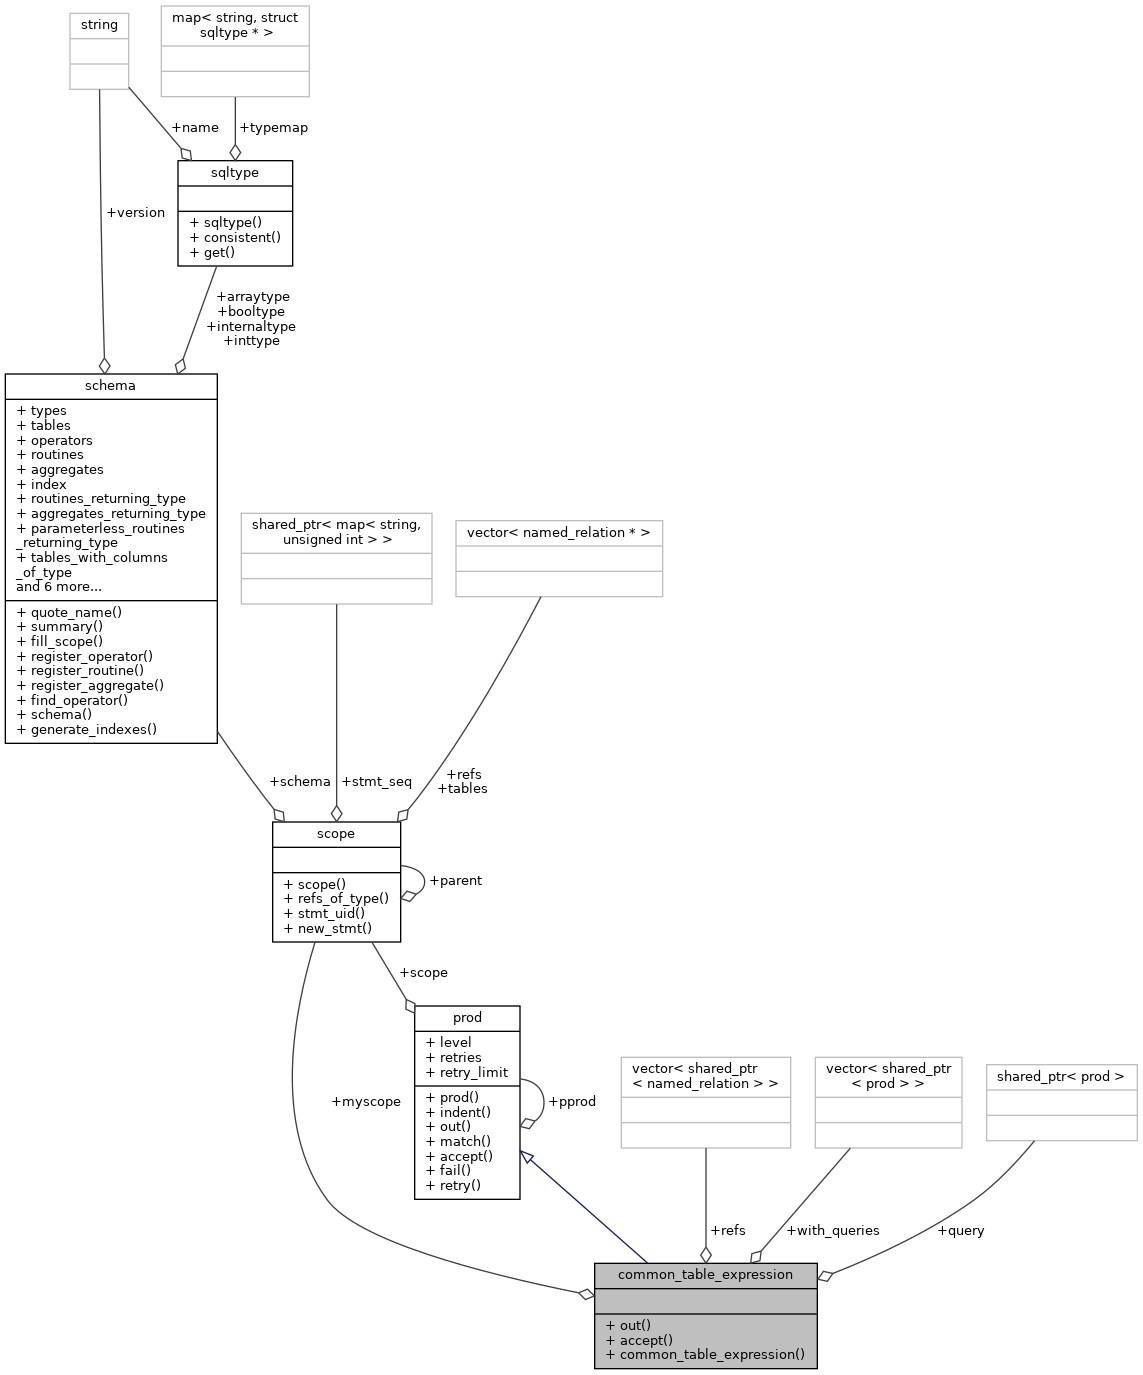 string
map< string, struct
sqltype * >
+name
+typemap
sqltype
+ sqltype()
+ consistent()
+ get()
+version
+arraytype
+booltype
+internaltype
+inttype
schema
+ types
+ tables
+ operators
+ routines
+ aggregates
+ index
+ routines_returning_type
+ aggregates_returning_type
+ parameterless_routines
_returning_type
+ tables_with_columns
_of_type
and 6 more...
+ quote_name()
+ summary()
+ fill_scope()
+ register_operator()
+ register_routine()
+ register_aggregate()
+ find_operator()
+ schema()
+ generate_indexes()
shared_ptr< map< string,
unsigned int > >
vector< named_relation * >
+schema
+stmt_seq
+refs
+tables
scope
+ scope()
+ refs_of_type()
+ stmt_uid()
+ new_stmt()
+parent
+scope
prod
+ level
+ retries
+ retry_limit
+ prod()
+ indent()
+ out()
+ match()
+ accept()
+ fail()
+ retry()
+pprod
+myscope
vector< shared_ptr
< named_relation > >
vector< shared_ptr
< prod > >
shared_ptr< prod >
+refs
+with_queries
+query
common_table_expression
+ out()
+ accept()
+ common_table_expression()